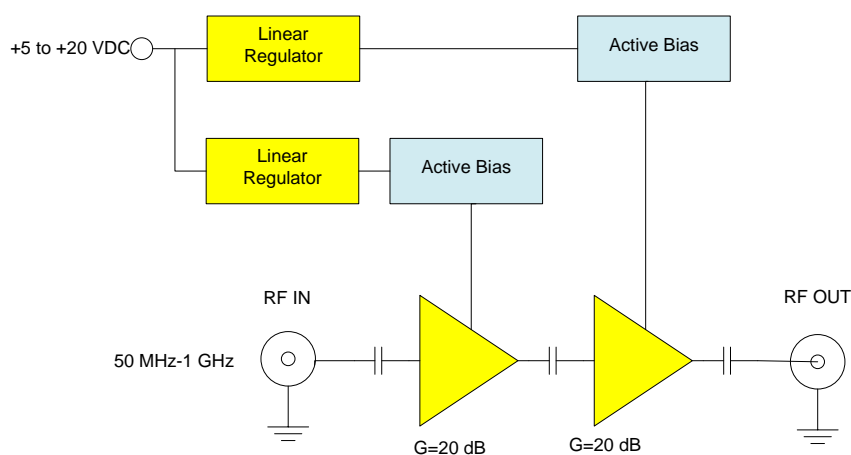 +5 to +20 VDC
Linear
Regulator
Active Bias
Linear
Regulator
Active Bias
RF IN
RF OUT
50 MHz-1 GHz
G=20 dB
G=20 dB